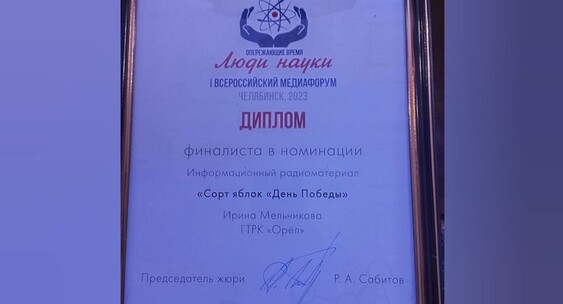 ОПЕРЕЖАЮЩИЕ ВРЕМЯ
Люди науки
I ВСЕРОССИЙСКИЙ МЕДИАФОРУМ
ЧЕЛЯБИНСК, 2023
ДИПЛОМ
финалиста в номинации
Информационный радиоматериал
«Сорт яблок «День Победы»
Ирина Мельникова
ГТРК «Орёл»
Председатель жюри Р. А. Сабитов